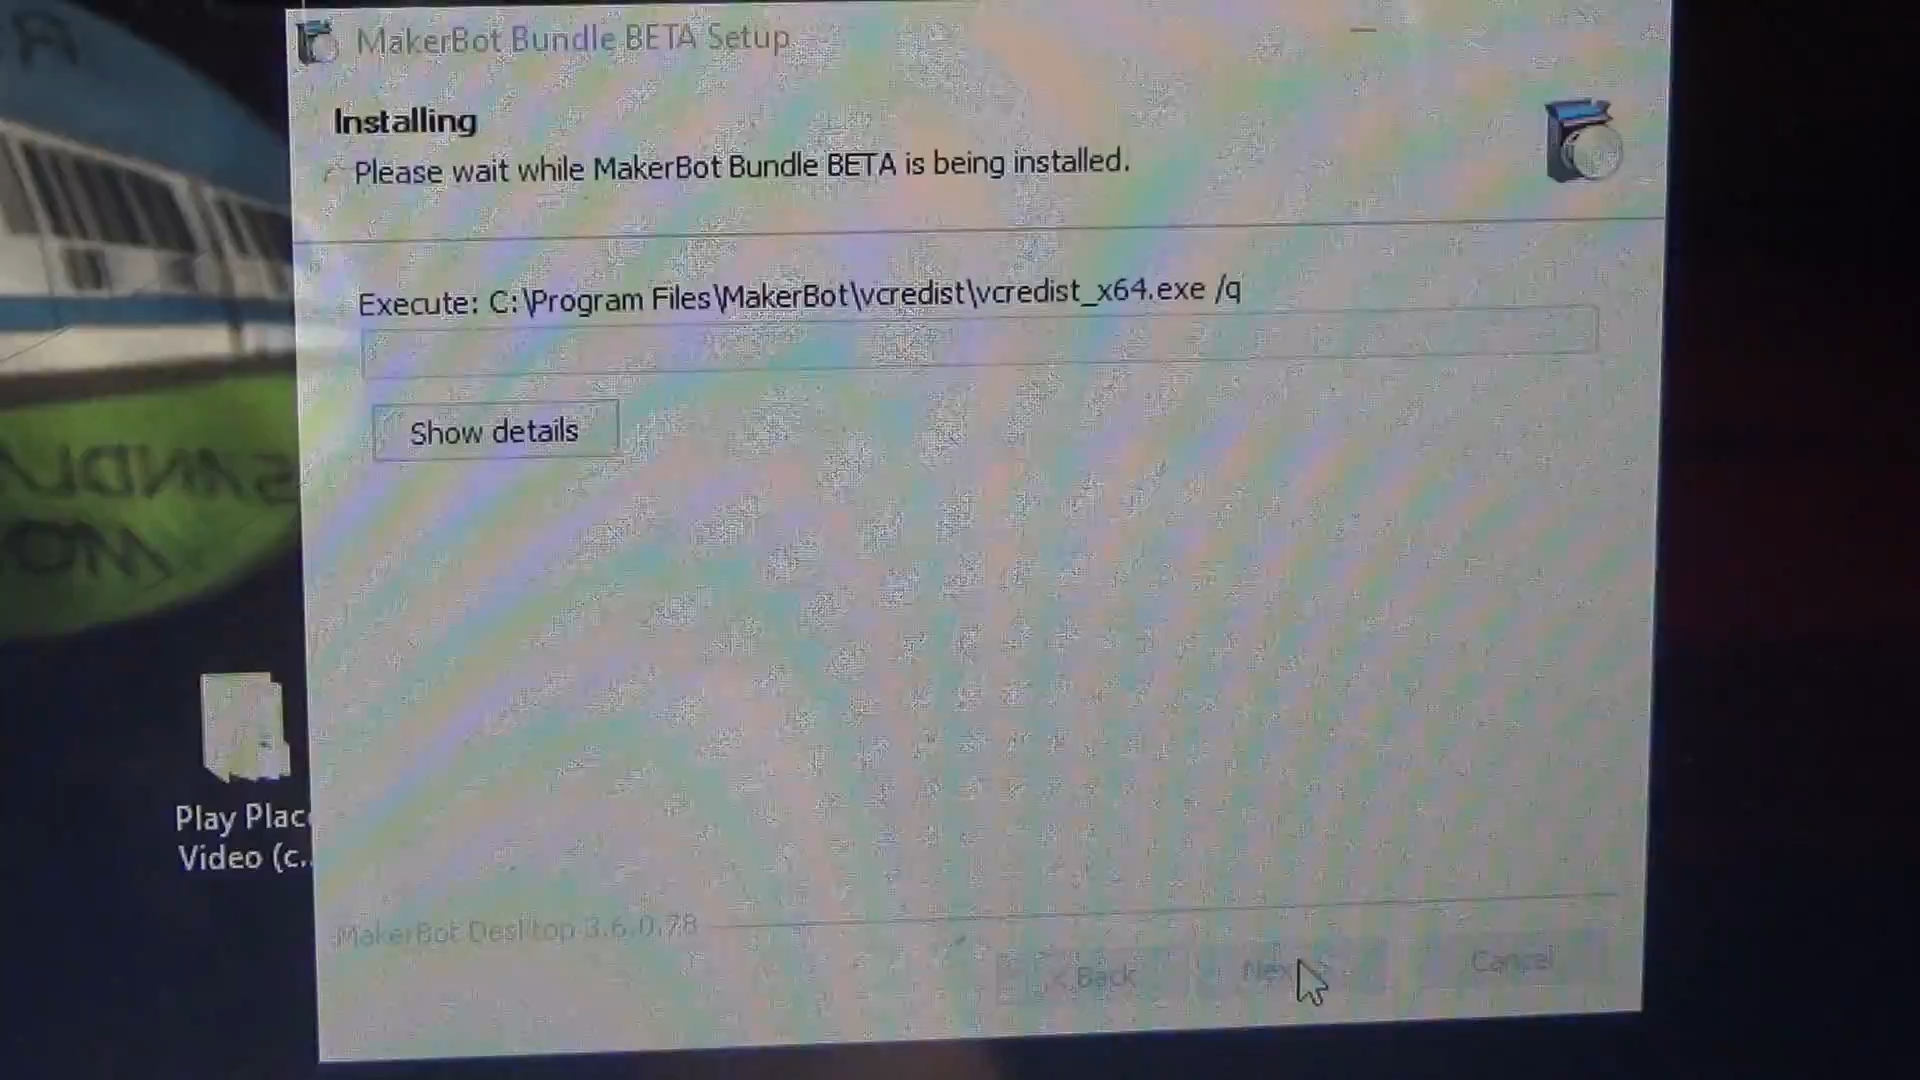 MakerBot Bundle BETA Setup
Installing
Please wait while MakerBot Bundle BETA is being installed.
Execute: C:\Program Files\MakerBot\vcredist\vcredist_x64.exe /q
Show details
Play Plac
Video (c..
MakerBot Desktop 3.6.0.78
< Back
Nex
Cancel